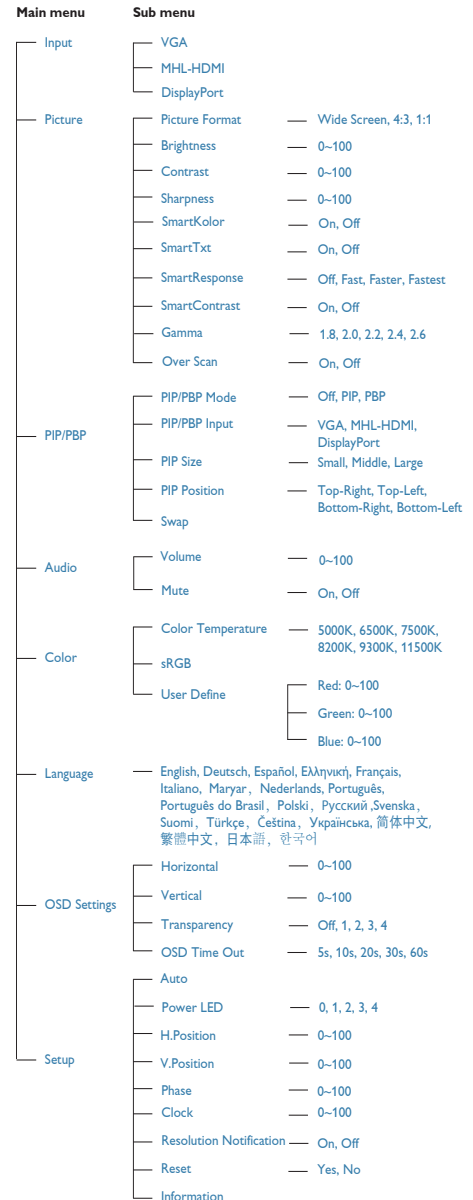 Main menu Sub menu
Input VGA
MHL-HDMI
DisplayPort
Picture Picture Format Wide Screen, 4:3, 1:1
Brightness 0~100
Contrast 0~100
Sharpness 0~100
SmartKolor On, Off
SmartTxt On, Off
SmartResponse Off, Fast, Faster, Fastest
SmartContrast On, Off
Gamma 1.8, 2.0, 2.2, 2.4, 2.6
Over Scan On, Off
PIP/PBP PIP/PBP Mode Off, PIP, PBP
PIP/PBP Input VGA, MHL-HDMI,
DisplayPort
PIP Size Small, Middle, Large
PIP Position Top-Right, Top-Left,
Bottom-Right, Bottom-Left
Swap
Audio Volume 0~100
Mute On, Off
Color Color Temperature 5000K, 6500K, 7500K,
8200K, 9300K, 11500K
sRGB
User Define Red: 0~100
Green: 0~100
Blue: 0~100
Language English, Deutsch, Español, Ελληνική, Français,
Italiano, Maryar, Nederlands, Português,
Português do Brasil, Polski, Русский ,Svenska,
Suomi, Türkçe, Čeština, Українська, 简体中文,
繁體中文, 日本語, 한국어
OSD Settings Horizontal 0~100
Vertical 0~100
Transparency Off, 1, 2, 3, 4
OSD Time Out 5s, 10s, 20s, 30s, 60s
Setup Auto
Power LED 0, 1, 2, 3, 4
H.Position 0~100
V.Position 0~100
Phase 0~100
Clock 0~100
Resolution Notification On, Off
Reset Yes, No
Information